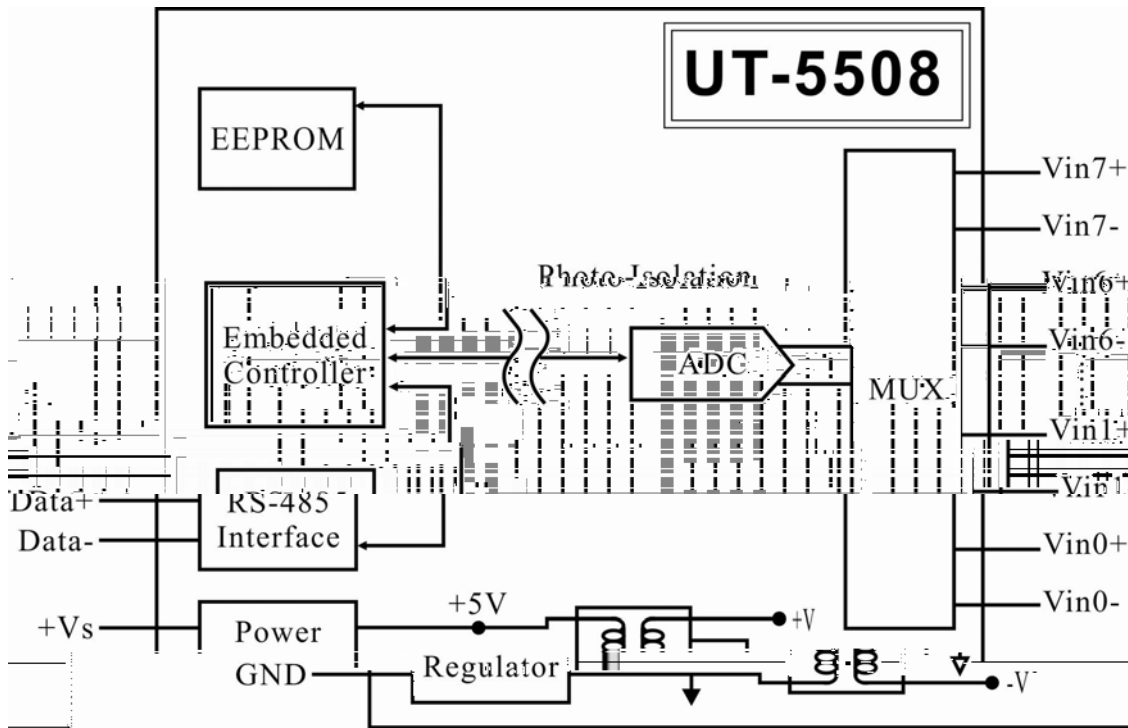 UT-5508
EEPROM
Vin7+
Vin7-
Photo-Isolation
Vin6+
Embedded
Controller
ADC
Vin6-
MUX
Vin1+
Data+
RS-485
Interface
Data-
Vin0+
Vin0-
+Vs
Power
+5V
+V
GND
Regulator
-V